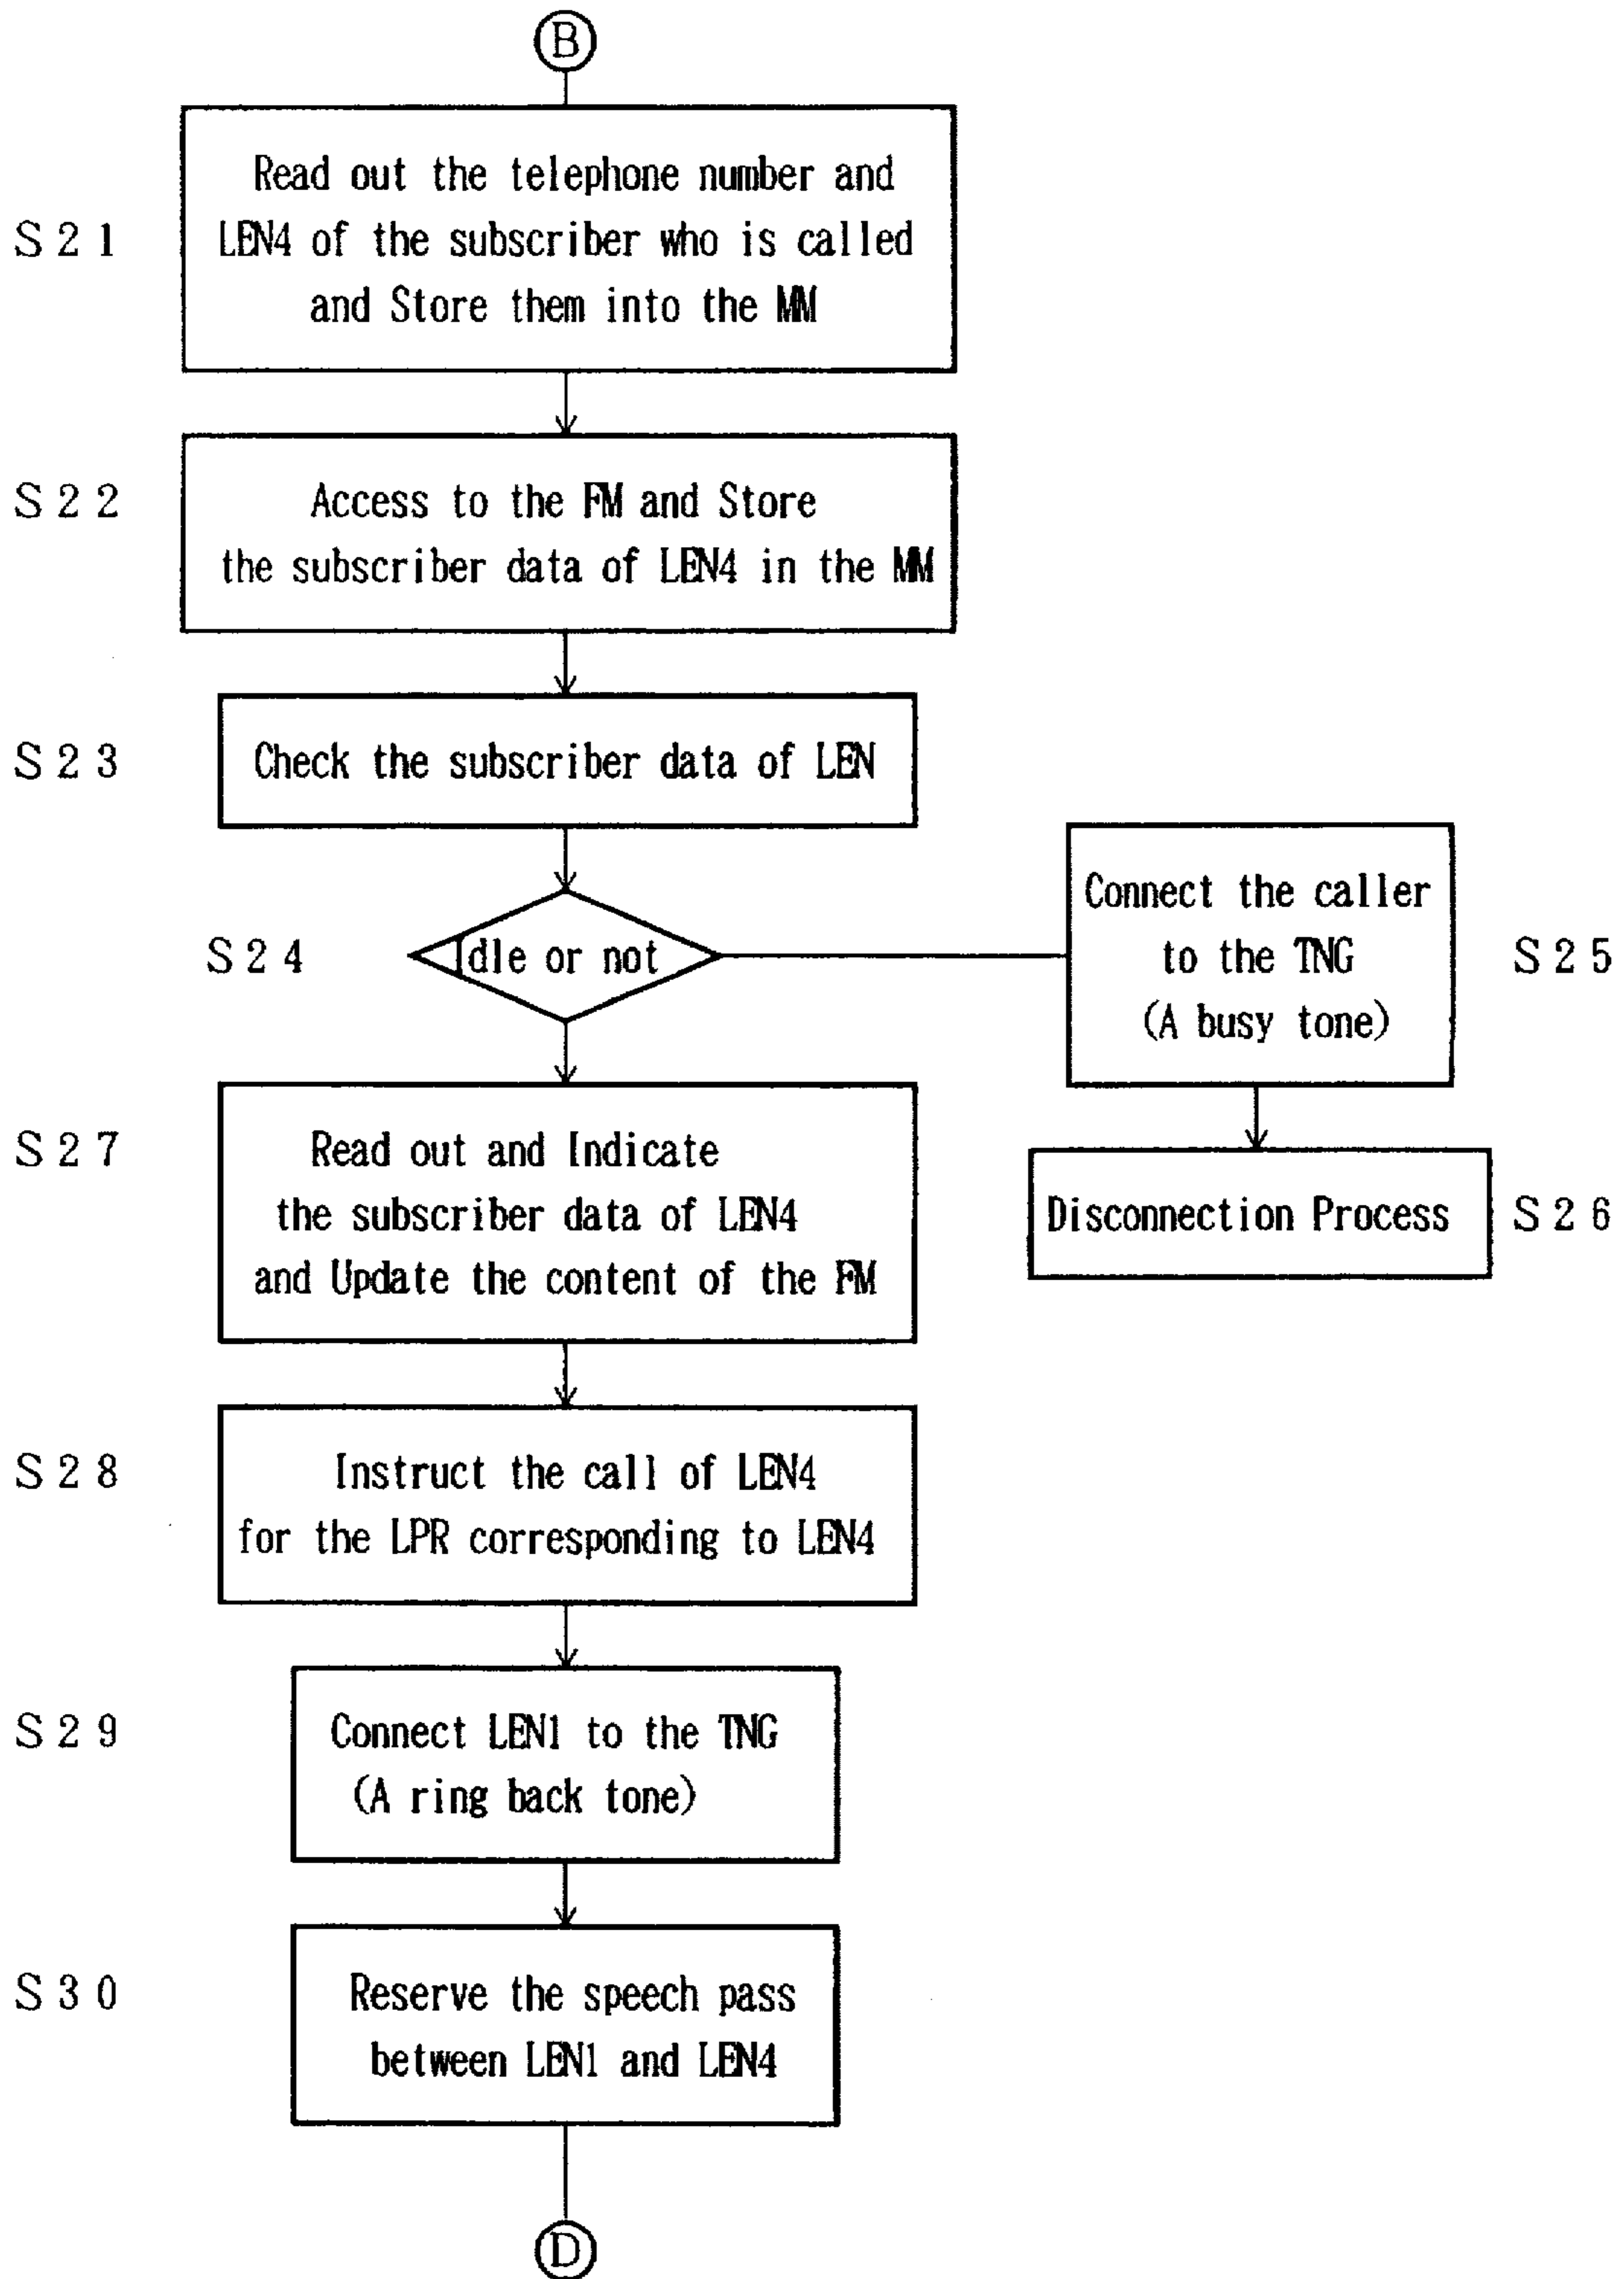 B
S21
Read out the telephone number and
LEN4 of the subscriber who is called
and Store them into the MM
S22
Access to the FM and Store
the subscriber data of LEN4 in the MM
S23
Check the subscriber data of LEN
S24
Idle or not
Connect the caller
to the TNG
(A busy tone)
S25
Disconnection Process
S26
S27
Read out and Indicate
the subscriber data of LEN4
and Update the content of the FM
S28
Instruct the call of LEN4
for the LPR corresponding to LEN4
S29
Connect LEN1 to the TNG
(A ring back tone)
S30
Reserve the speech pass
between LEN1 and LEN4
D